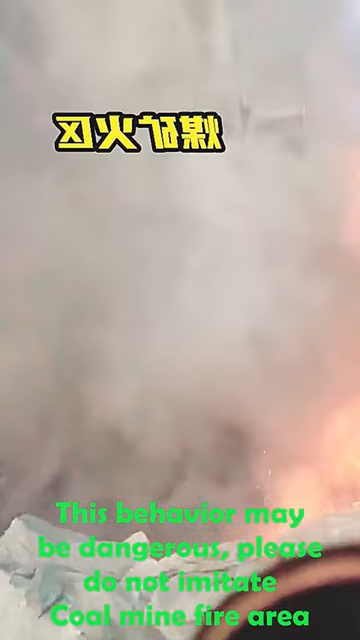 煤矿火区
This behavior may
be dangerous, please
do not imitate
Coal mine fire area